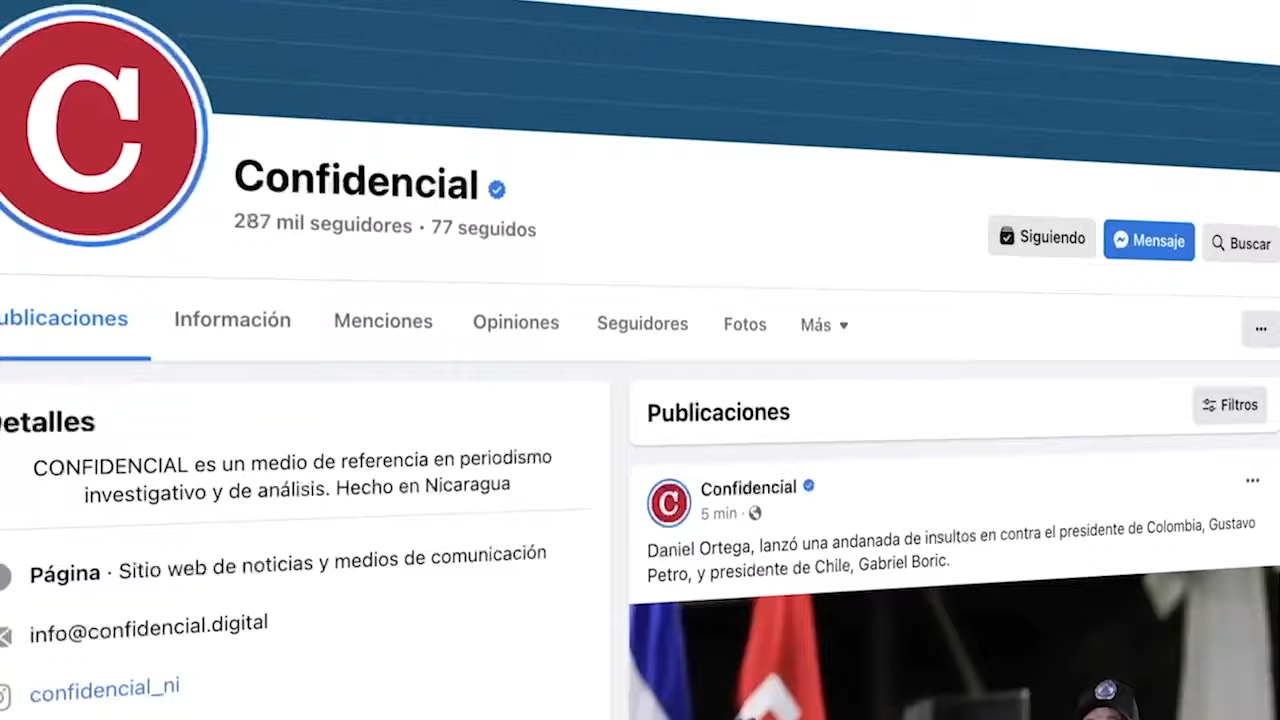 C
Confidencial
287 mil seguidores · 77 seguidos
Siguiendo
Mensaje
Buscar
ublicaciones
Información
Menciones
Opiniones
Seguidores
Fotos
Más
etalles
CONFIDENCIAL es un medio de referencia en periodismo
investigativo y de análisis. Hecho en Nicaragua
Página · Sitio web de noticias y medios de comunicación
info@confidencial.digital
confidencial_ni
Publicaciones
Filtros
C
Confidencial
5 min ·
Daniel Ortega, lanzó una andanada de insultos en contra el presidente de Colombia, Gustavo
Petro, y presidente de Chile, Gabriel Boric.